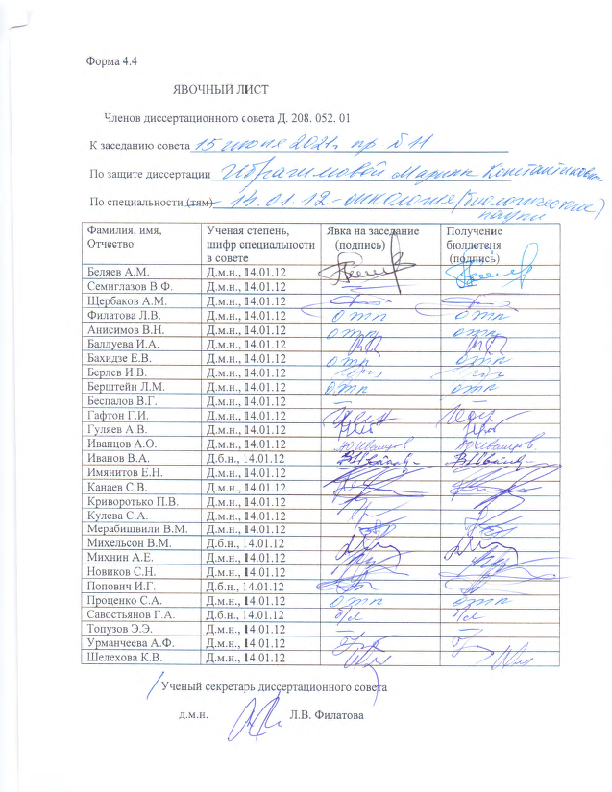 Форма 4.4
ЯВОЧНЫЙ ЛИСТ
Членов диссертационного совета Д. 208. 052. 01
К заседанию совета 15 июня 2021г. пр № 11
По защите диссертации Ибрагимовой Марины Константиновны
По специальности (тям) 14.01.12 - онкология (биологические науки
Фамилия, имя, Отчество Ученая степень, шифр специальности в совете Явка на заседание (подпись) Получение бюллетеня (подпись)
Беляев А.М. Д.м.н., 14.01.12
Семиглазов В.Ф. Д.м.н., 14.01.12 —
Щербаков А.М. Д.м.н., 14.01.12
Филатова Л.В. Д.м.н., 14.01.12 отп отп
Анисимов В.Н. Д.м.н., 14.01.12 отп отп
Балдуева И.А. Д.м.н., 14.01.12
Бахидзе Е.В. Д.м.н., 14.01.12 отп отп
Берлев И.В. Д.м.н., 14.01.12
Берштейн Л.М. Д.м.н., 14.01.12 отп отп
Беспалов В.Г. Д.м.н., 14.01.12 — —
Гафтон Г.И. Д.м.н., 14.01.12
Гуляев А.В. Д.м.н., 14.01.12
Иванцов А.О. Д.м.н., 14.01.12
Иванов В.А. Д.б.н., 14.01.12
Имянитов Е.Н. Д.м.н., 14.01.12
Канаев С.В. Д.м.н., 14.01.12
Криворотько П.В. Д.м.н., 14.01.12
Кулева С.А. Д.м.н., 14.01.12
Мерабишвили В.М. Д.м.н., 14.01.12
Михельсон В.М. Д.б.н., 14.01.12
Михнин А.Е. Д.м.н., 14.01.12
Новиков С.Н. Д.м.н., 14.01.12
Попович И.Г. Д.б.н., 14.01.12
Проценко С.А. Д.м.н., 14.01.12 отп отп
Савостьянов Г.А. Д.б.н., 14.01.12 б/л б/л
Топузов Э.Э. Д.м.н., 14.01.12 — —
Урманчеева А.Ф. Д.м.н., 14.01.12
Шелехова К.В. Д.м.н., 14.01.12
Ученый секретарь диссертационного совета
д.м.н. Л.В. Филатова